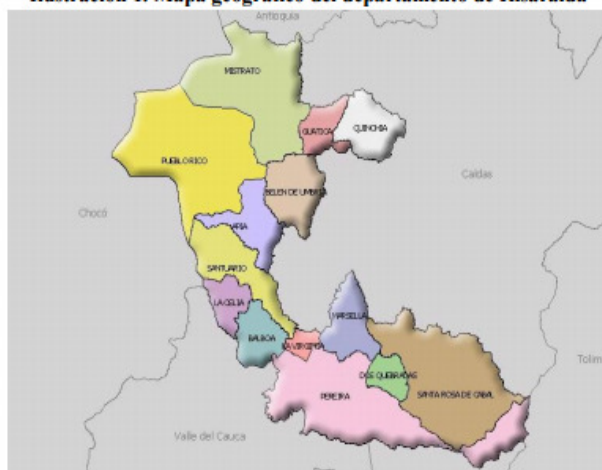 Ilustración 1. Mapa geográfico del departamento de Risaralda
Antioquia
MISTRATO
GUATICA
QUINCHIA
PUEBLO RICO
Caldas
BELEN DE UMBRIA
Chocó
SANTUARIO
LA CELIA
MARSELLA
BALBOA
LA VIRGINIA
DOS QUEBRADAS
Tolim
PEREIRA
SANTA ROSA DE CABAL
Valle del Cauca